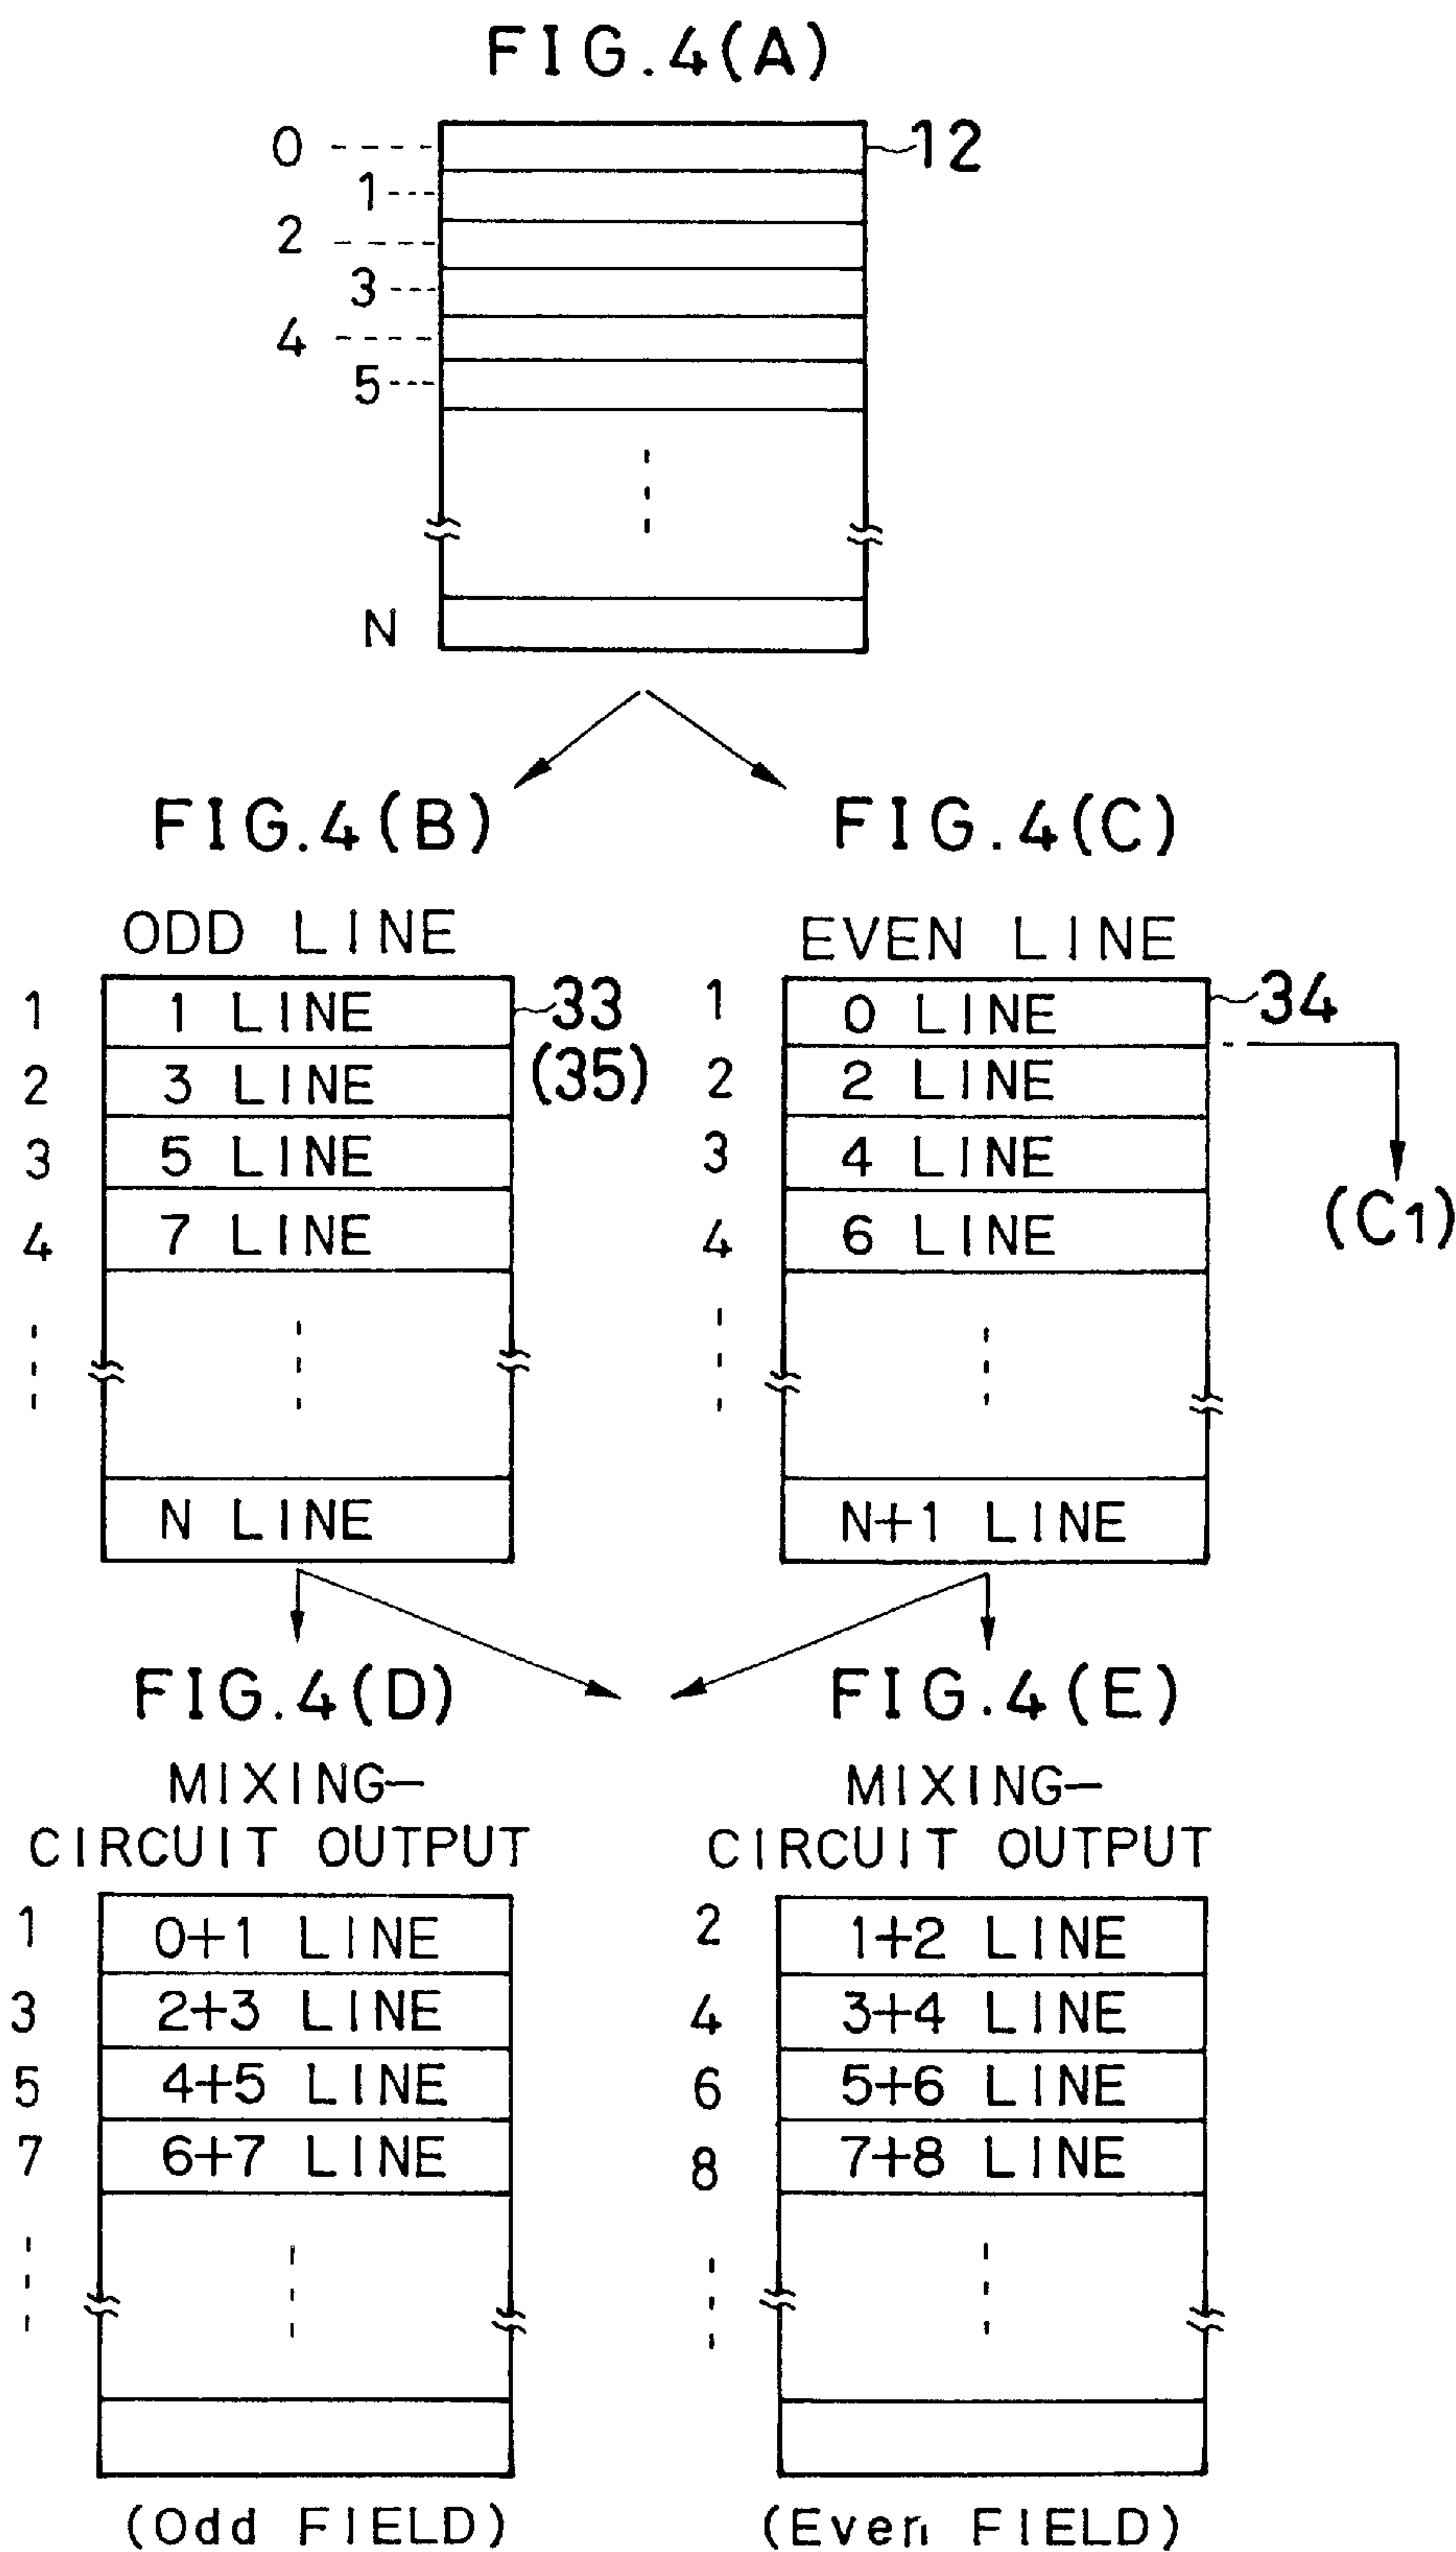 FIG.4(A)
0
12
1
2
3
4
5
N
FIG.4(B)
ODD LINE
1 1 LINE 33
(35)
2 3 LINE
3 5 LINE
4 7 LINE
N LINE
FIG.4(C)
EVEN LINE
1 0 LINE 34
2 2 LINE
3 4 LINE
(C1)
4 6 LINE
N+1 LINE
FIG.4(D)
MIXING-
CIRCUIT OUTPUT
1 0+1 LINE
3 2+3 LINE
5 4+5 LINE
7 6+7 LINE
(Odd FIELD)
FIG.4(E)
MIXING-
CIRCUIT OUTPUT
2 1+2 LINE
4 3+4 LINE
6 5+6 LINE
8 7+8 LINE
(Even FIELD)